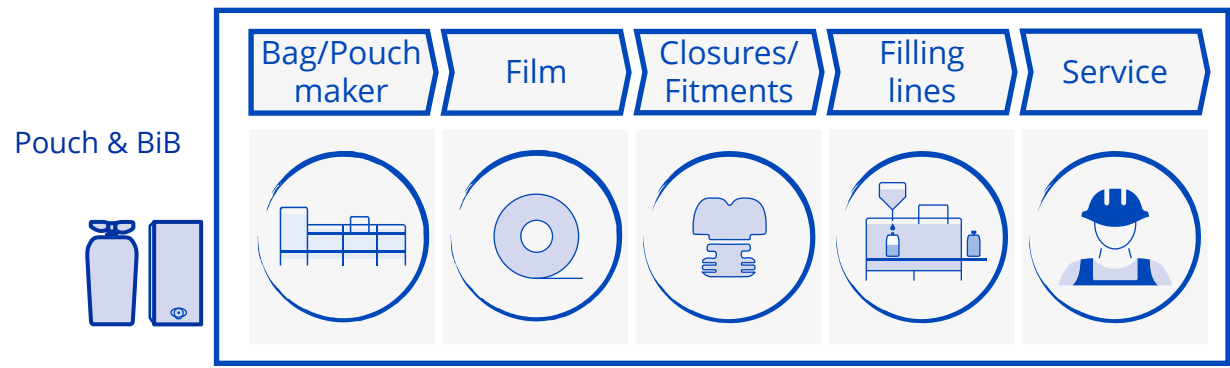 Bag/Pouch
maker
Film
Closures/
Fitments
Filling
lines
Service
Pouch & BiB